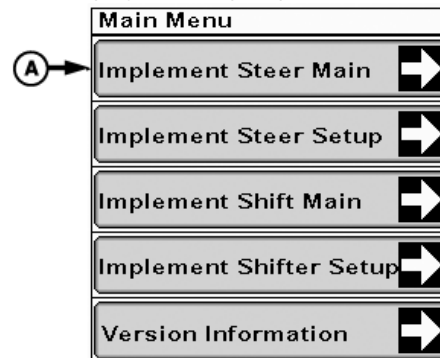 Main Menu
A
Implement Steer Main
Implement Steer Setup
Implement Shift Main
Implement Shifter Setup
Version Information